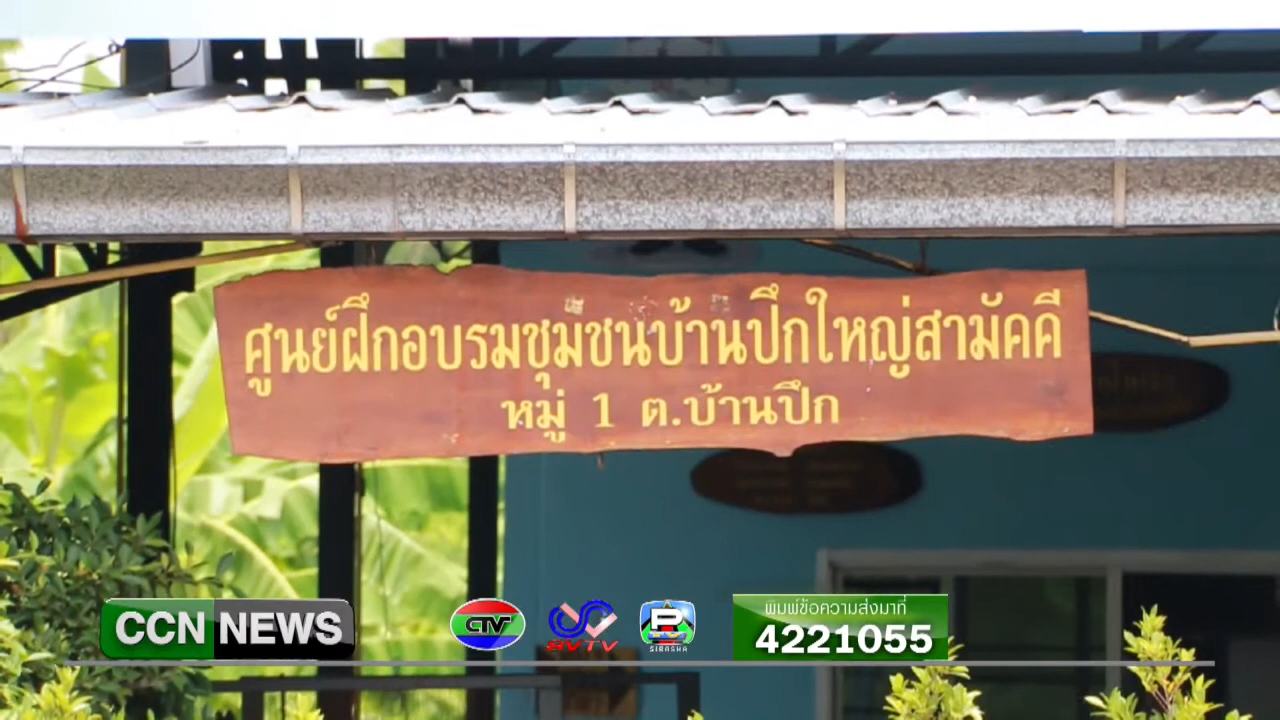 ศูนย์ฝึกอบรมชุมชนบ้านปึกใหญ่สามัคคี
หมู่ 1 ต.บ้านปึก
CCN NEWS
CTV
SVTV
P
SIRASHA
พิมพ์ข้อความส่งมาที่
4221055